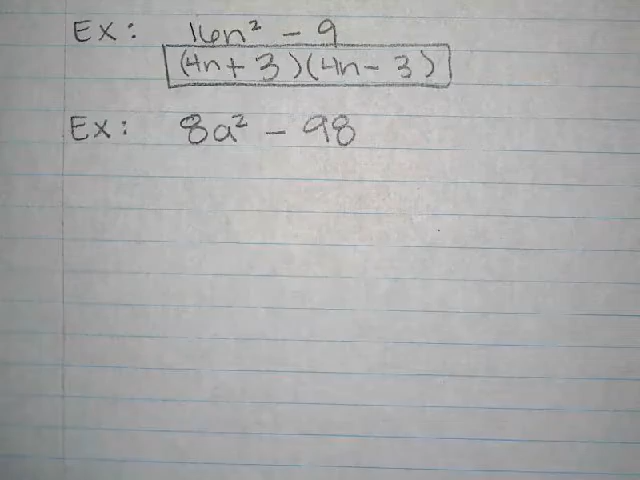 Ex: 16n² - 9
(4n + 3)(4n - 3)
Ex: 8a² - 98